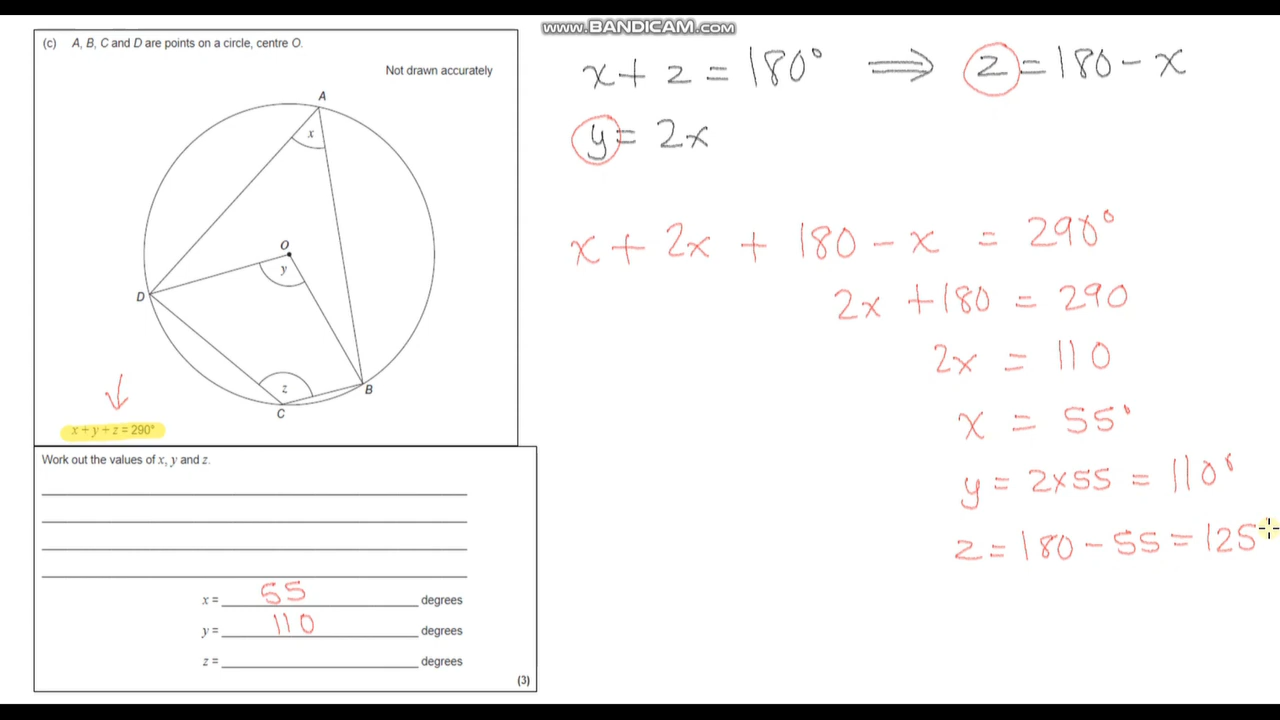 WWW.BANDICAM.COM
(c) A, B, C and D are points on a circle, centre O.
Not drawn accurately
A
x
O
y
D
z
B
C
x + y + z = 290°
Work out the values of x, y and z.
x = 55 degrees
y = 110 degrees
z = degrees
(3)
x + z = 180° ⟹ z = 180 - x
y = 2x
x + 2x + 180 - x = 290°
2x + 180 = 290
2x = 110
x = 55°
y = 2x55 = 110°
z = 180 - 55 = 125